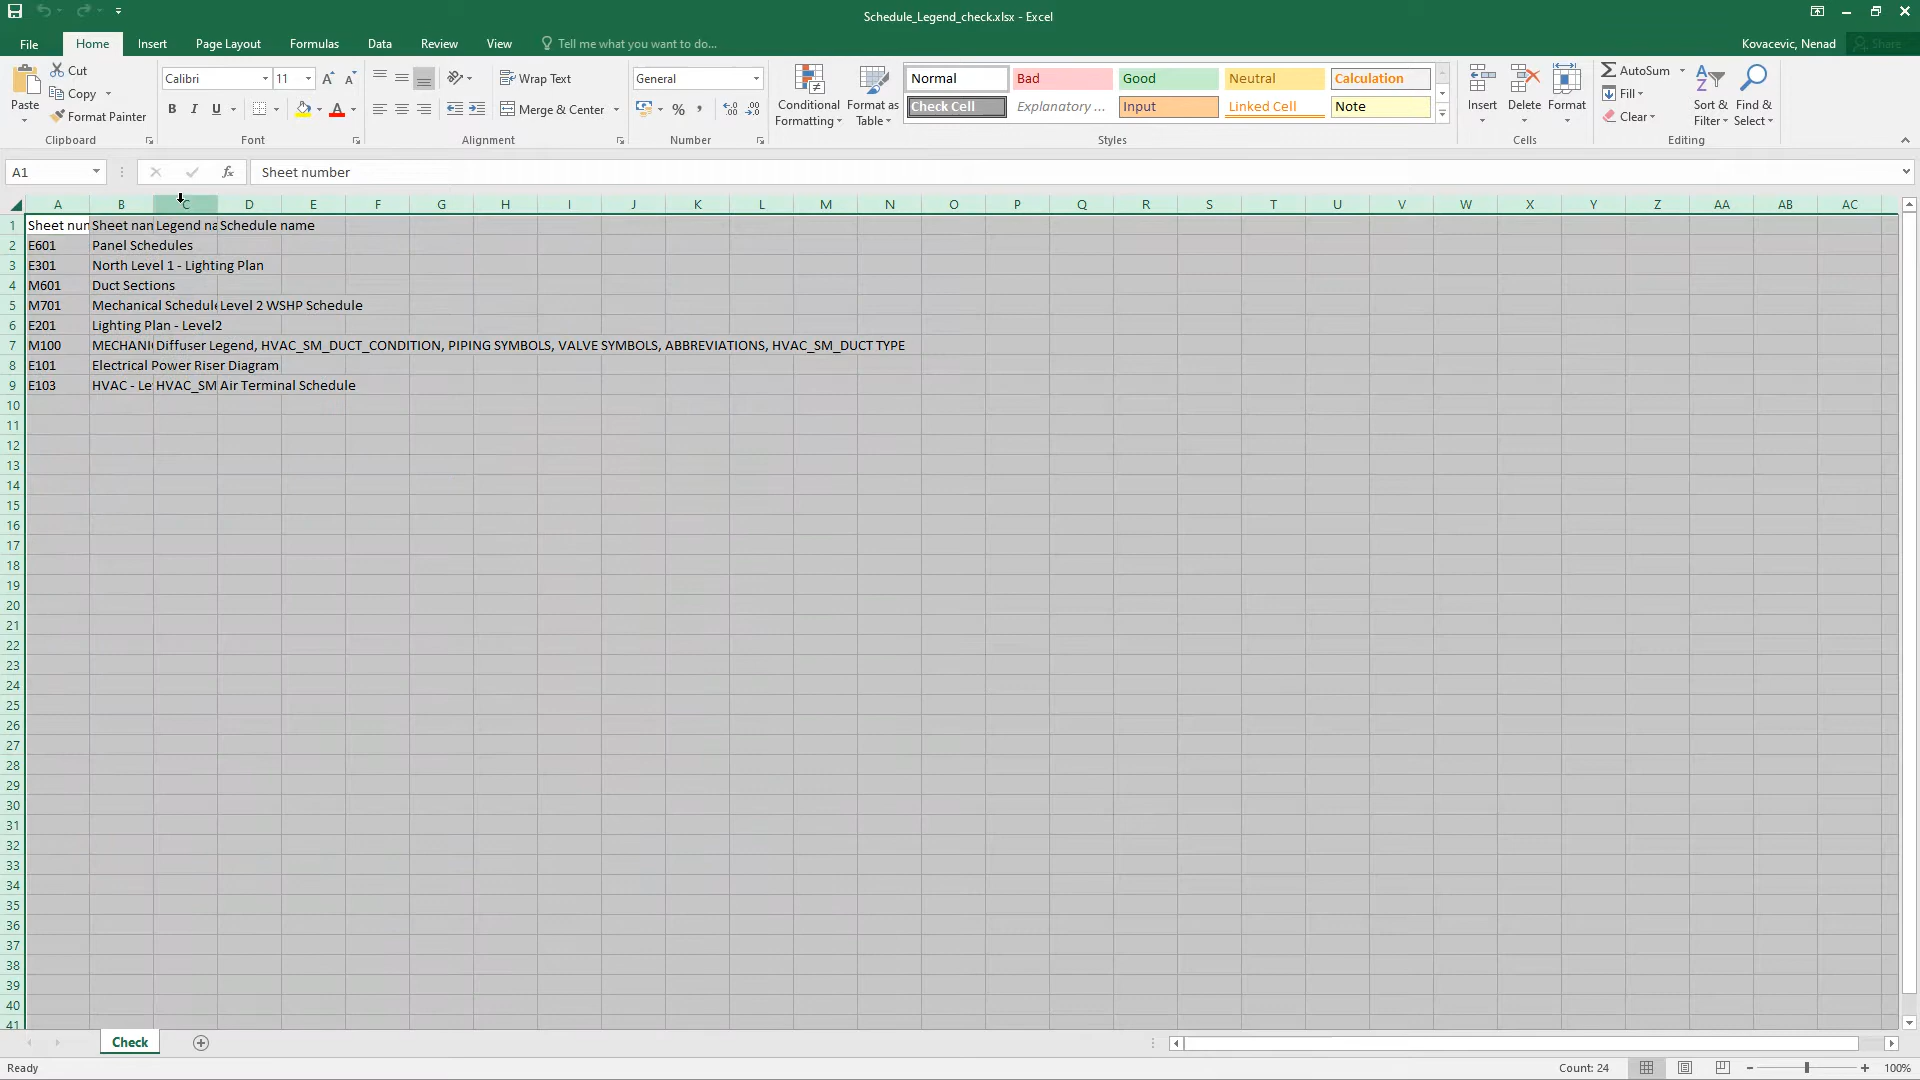 Schedule_Legend_check.xlsx - Excel
File Home Insert Page Layout Formulas Data Review View Tell me what you want to do... Kovacevic, Nenad Share
Paste Cut Copy Format Painter
Calibri 11 A A
B I U A
Wrap Text
Merge & Center
General
% ,
Conditional Formatting
Format as Table
Normal Bad Good Neutral Calculation
Check Cell Explanatory ... Input Linked Cell Note
Insert Delete Format
AutoSum
Fill
Clear
Sort & Filter
Find & Select
Clipboard Font Alignment Number Styles Cells Editing
A1 fx Sheet number
A B C D E F G H I J K L M N O P Q R S T U V W X Y Z AA AB AC
1 Sheet num Sheet nam Legend na Schedule name
2 E601 Panel Schedules
3 E301 North Level 1 - Lighting Plan
4 M601 Duct Sections
5 M701 Mechanical Schedule Level 2 WSHP Schedule
6 E201 Lighting Plan - Level2
7 M100 MECHANI Diffuser Legend, HVAC_SM_DUCT_CONDITION, PIPING SYMBOLS, VALVE SYMBOLS, ABBREVIATIONS, HVAC_SM_DUCT TYPE
8 E101 Electrical Power Riser Diagram
9 E103 HVAC - Le HVAC_SM Air Terminal Schedule
10
11
12
13
14
15
16
17
18
19
20
21
22
23
24
25
26
27
28
29
30
31
32
33
34
35
36
37
38
39
40
41
Check
Ready Count: 24 100%